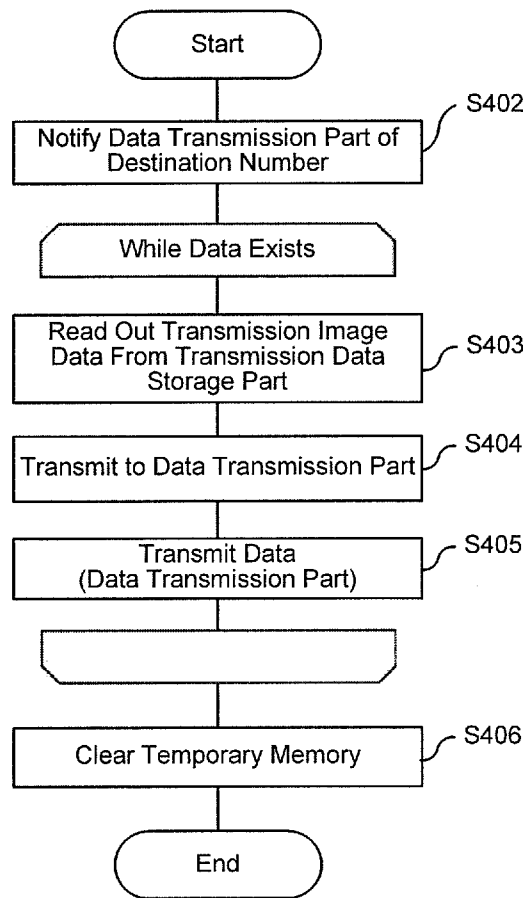 Start
S402
Notify Data Transmission Part of
Destination Number
While Data Exists
Read Out Transmission Image
Data From Transmission Data
Storage Part
S403
S404
Transmit to Data Transmission Part
S405
Transmit Data
(Data Transmission Part)
S406
Clear Temporary Memory
End